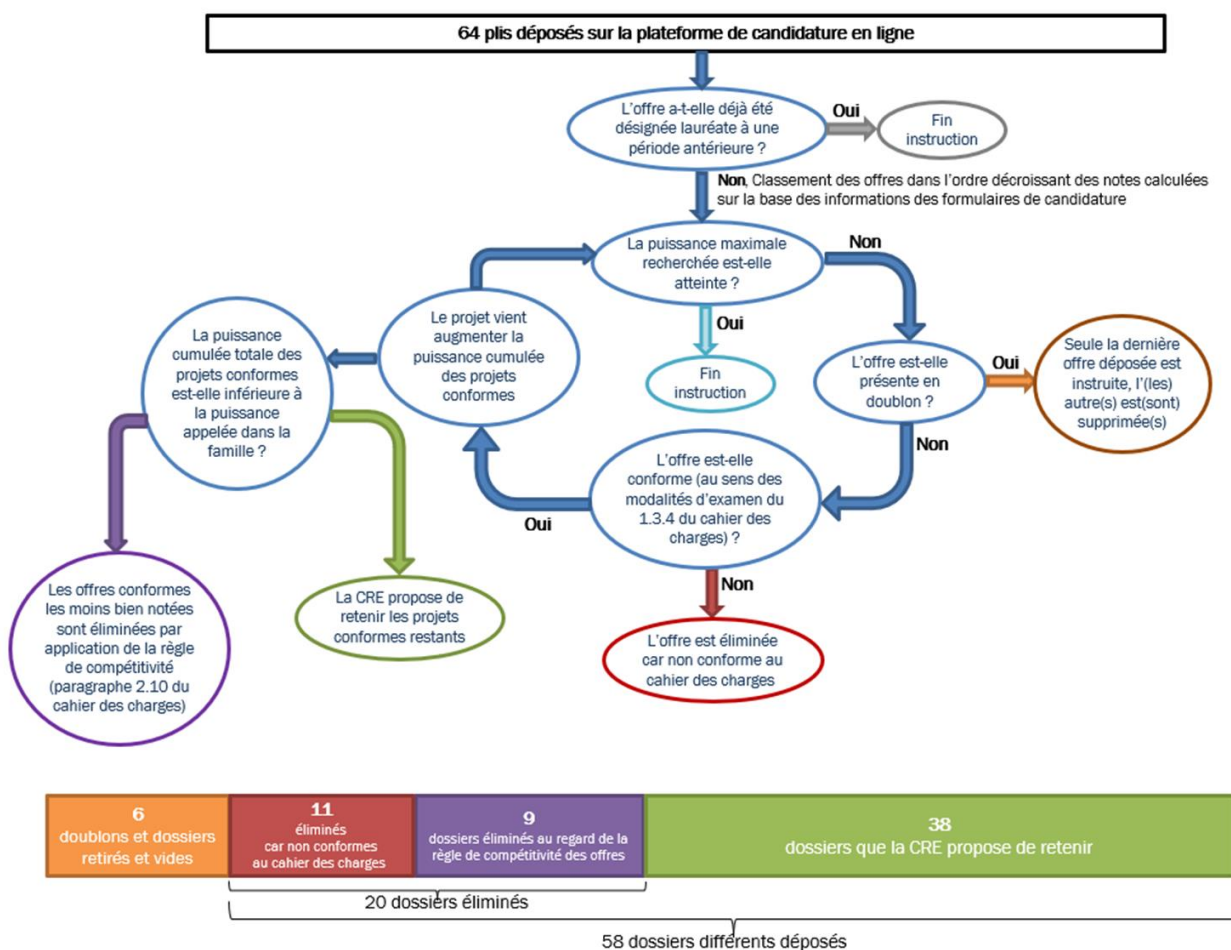 64 plis déposés sur la plateforme de candidature en ligne
L'offre a-t-elle déjà été
désignée lauréate à une
période antérieure ?
Oui
Fin
instruction
Non, Classement des offres dans l'ordre décroissant des notes calculées
sur la base des informations des formulaires de candidature
La puissance maximale
recherchée est-elle
atteinte ?
Non
Oui
Fin
instruction
L'offre est-elle
présente en
doublon ?
Oui
Seule la dernière
offre déposée est
instruite, l'(les)
autre(s) est(sont)
supprimée(s)
Non
L'offre est-elle
conforme (au sens des
modalités d'examen du
1.3.4 du cahier des
charges) ?
Oui
Non
L'offre est éliminée
car non conforme au
cahier des charges
Le projet vient
augmenter la
puissance cumulée
des projets
conformes
La puissance
cumulée totale des
projets conformes
est-elle inférieure à
la puissance
appelée dans la
famille ?
Les offres conformes
les moins bien notées
sont éliminées par
application de la règle
de compétitivité
(paragraphe 2.10 du
cahier des charges)
La CRE propose de
retenir les projets
conformes restants
6
doublons et dossiers
retirés et vides
11
éliminés
car non conformes
au cahier des charges
9
dossiers éliminés au regard de la
règle de compétitivité des offres
38
dossiers que la CRE propose de retenir
20 dossiers éliminés
58 dossiers différents déposés